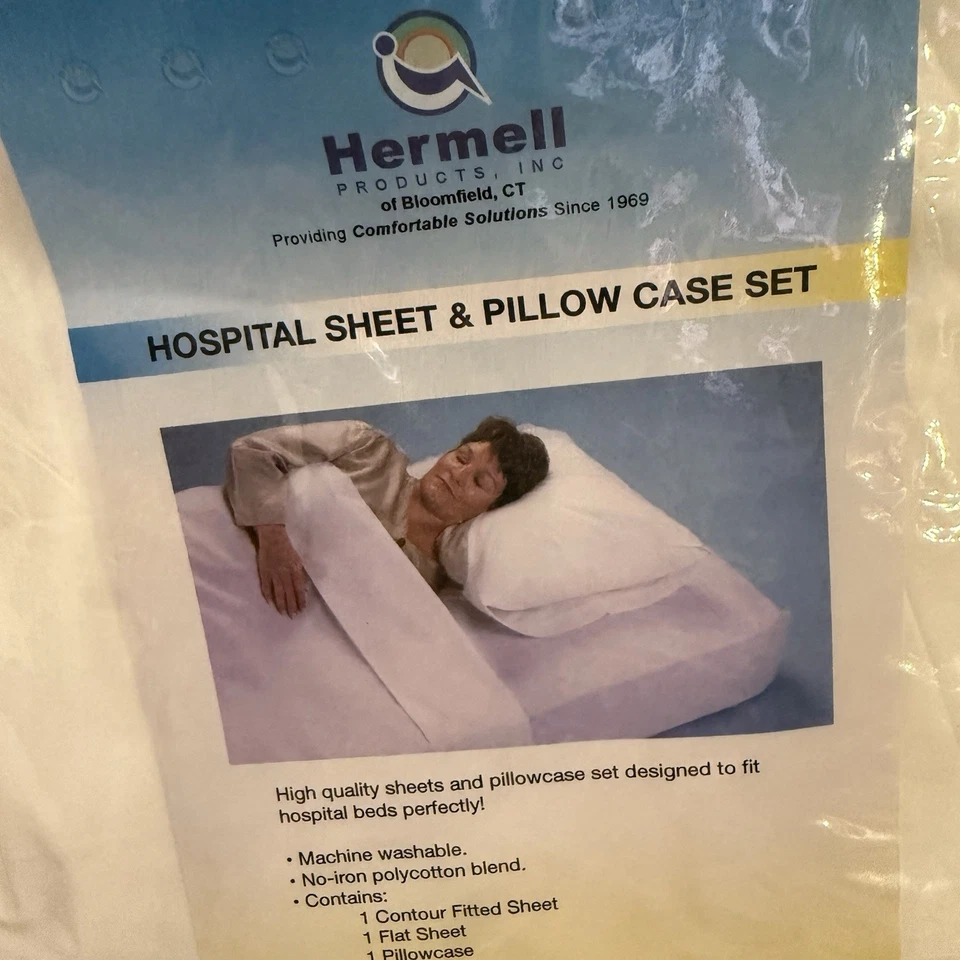 Hermell
PRODUCTS, INC
of Bloomfield, CT
Providing Comfortable Solutions Since 1969
HOSPITAL SHEET & PILLOW CASE SET
High quality sheets and pillowcase set designed to fit
hospital beds perfectly!
• Machine washable.
• No-iron polycotton blend.
• Contains:
1 Contour Fitted Sheet
1 Flat Sheet
1 Pillowcase